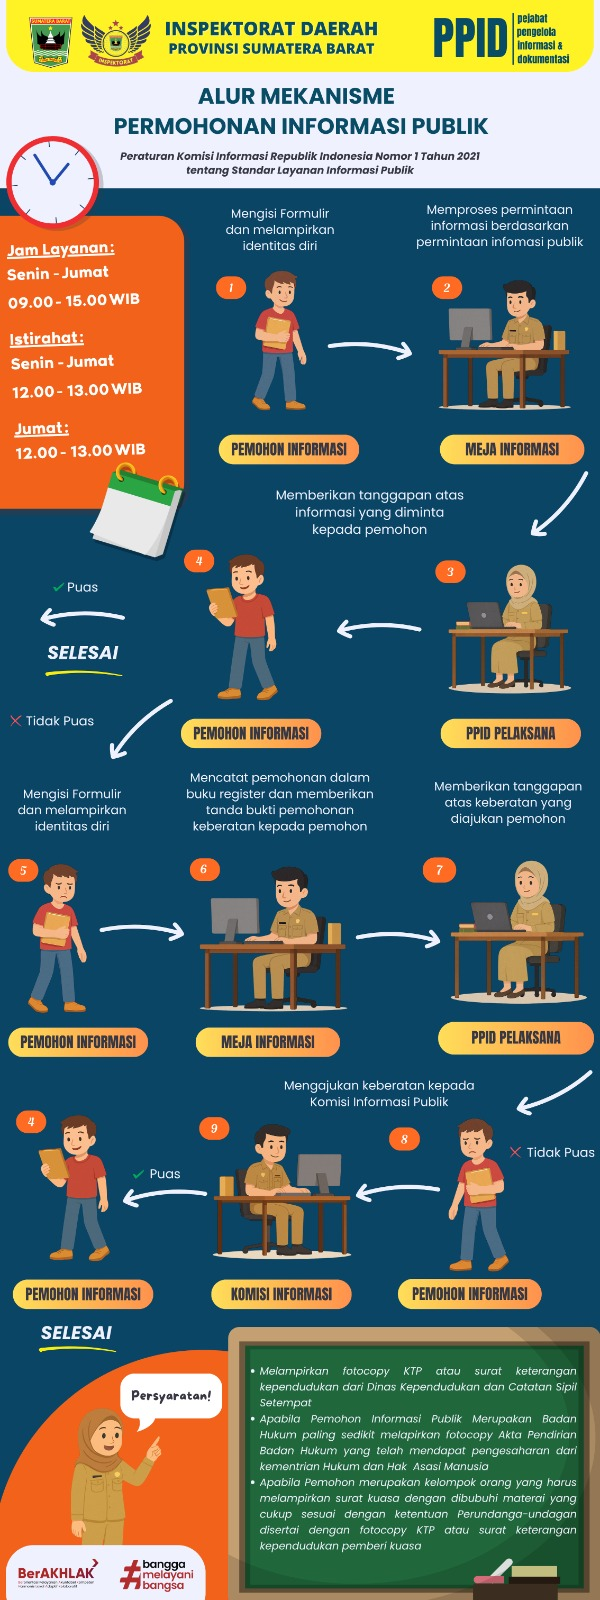 INSPEKTORAT DAERAH
PROVINSI SUMATERA BARAT
INSPEKTORAT
PPID
pejabat
pengelola
informasi &
dokumentasi
ALUR MEKANISME
PERMOHONAN INFORMASI PUBLIK
Peraturan Komisi Informasi Republik Indonesia Nomor 1 Tahun 2021
tentang Standar Layanan Informasi Publik
Jam Layanan:
Senin - Jumat
09.00 - 15.00 WIB
Istirahat:
Senin - Jumat
12.00 - 13.00 WIB
Jumat:
12.00 - 13.00 WIB
Mengisi Formulir
dan melampirkan
identitas diri
1
PEMOHON INFORMASI
Memproses permintaan
informasi berdasarkan
permintaan infomasi publik
2
MEJA INFORMASI
Memberikan tanggapan atas
informasi yang diminta
kepada pemohon
3
PPID PELAKSANA
4
PEMOHON INFORMASI
Puas
SELESAI
Tidak Puas
Mengisi Formulir
dan melampirkan
identitas diri
5
PEMOHON INFORMASI
Mencatat pemohonan dalam
buku register dan memberikan
tanda bukti pemohonan
keberatan kepada pemohon
6
MEJA INFORMASI
Memberikan tanggapan
atas keberatan yang
diajukan pemohon
7
PPID PELAKSANA
Mengajukan keberatan kepada
Komisi Informasi Publik
Tidak Puas
8
PEMOHON INFORMASI
9
KOMISI INFORMASI
Puas
4
PEMOHON INFORMASI
SELESAI
Persyaratan!
• Melampirkan fotocopy KTP atau surat keterangan
kependudukan dari Dinas Kependudukan dan Catatan Sipil
Setempat
• Apabila Pemohon Informasi Publik Merupakan Badan
Hukum paling sedikit melapirkan fotocopy Akta Pendirian
Badan Hukum yang telah mendapat pengesaharan dari
kementrian Hukum dan Hak Asasi Manusia
• Apabila Pemohon merupakan kelompok orang yang harus
melampirkan surat kuasa dengan dibubuhi materai yang
cukup sesuai dengan ketentuan Perundanga-undagan
disertai dengan fotocopy KTP atau surat keterangan
kependudukan pemberi kuasa
BerAKHLAK
#bangga
melayani
bangsa